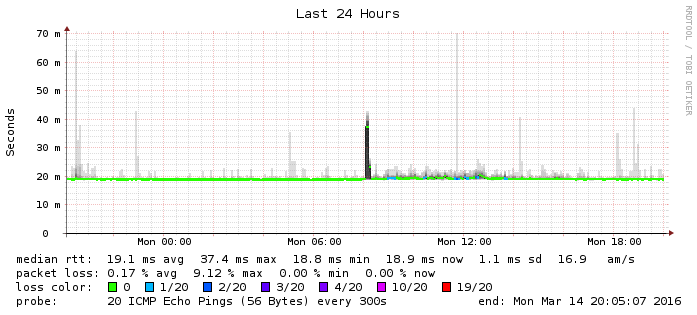 Last 24 Hours
RRDTOOL / TOBI OETIKER
Seconds
70 m
60 m
50 m
40 m
30 m
20 m
10 m
0
Mon 00:00 Mon 06:00 Mon 12:00 Mon 18:00
median rtt: 19.1 ms avg 37.4 ms max 18.8 ms min 18.9 ms now 1.1 ms sd 16.9 am/s
packet loss: 0.17 % avg 9.12 % max 0.00 % min 0.00 % now
loss color: 0 1/20 2/20 3/20 4/20 10/20 19/20
probe: 20 ICMP Echo Pings (56 Bytes) every 300s end: Mon Mar 14 20:05:07 2016